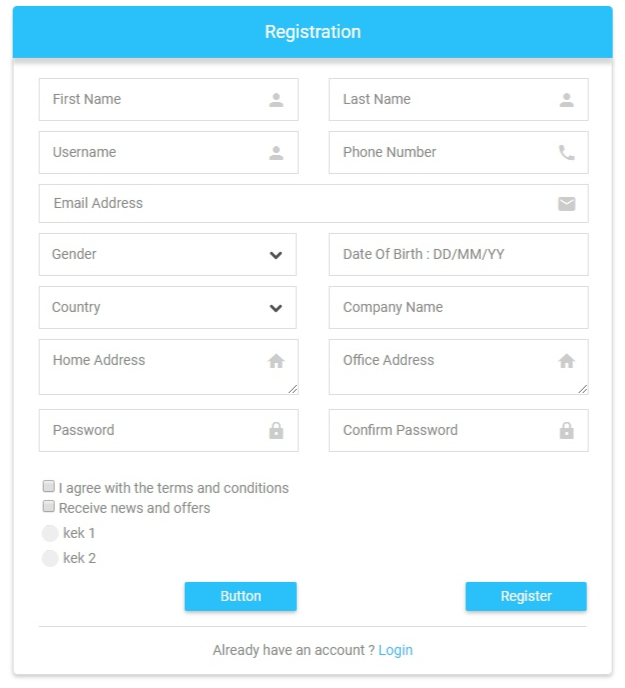 Registration
First Name
Last Name
Username
Phone Number
Email Address
Gender
Date Of Birth : DD/MM/YY
Country
Company Name
Home Address
Office Address
Password
Confirm Password
I agree with the terms and conditions
Receive news and offers
kek 1
kek 2
Button
Register
Already have an account ? Login